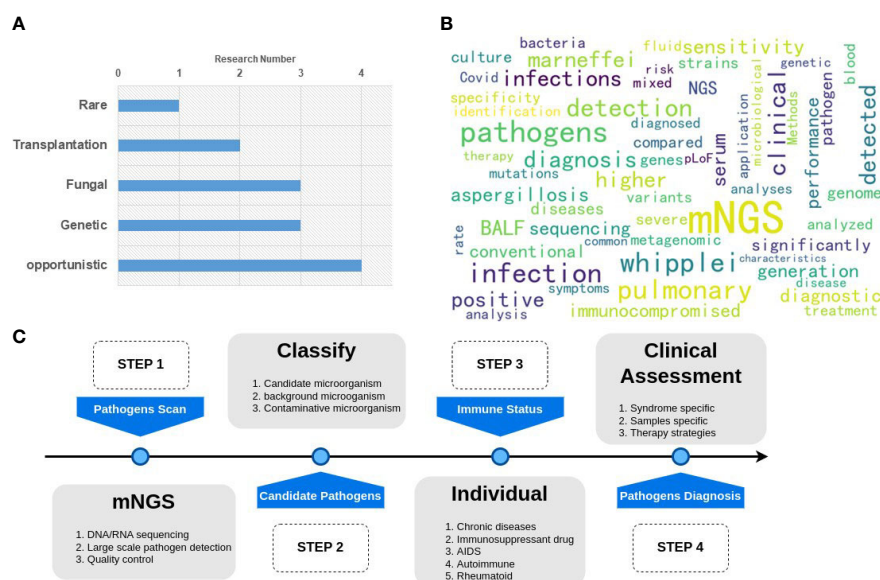 A
Research Number
0 1 2 3 4
Rare
Transplantation
Fungal
Genetic
opportunistic
B
bacteria
culture
marneffei
fluid
sensitivity
Covid
infections
risk
strains
genetic
blood
specificity
mixed
NGS
identification
detection
microbiological
Methods
clinical
pathogen
performance
detected
pathogens
diagnosed
application
compared
serum
therapy
diagnosis
genes
pLoF
mutations
higher
analyses
genome
aspergillosis
variants
diseases
mNGS
severe
analyzed
rate
BALF
sequencing
common
metagenomic
significantly
conventional
whipplei
characteristics
infection
generation
symptoms
disease
positive
pulmonary
diagnostic
analysis
immunocompromised
treatment
C
STEP 1
Pathogens Scan
mNGS
1. DNA/RNA sequencing
2. Large scale pathogen detection
3. Quality control
Classify
1. Candidate microorganism
2. background microoganism
3. Contaminative microorganism
Candidate Pathogens
STEP 2
STEP 3
Immune Status
Individual
1. Chronic diseases
2. Immunosuppressant drug
3. AIDS
4. Autoimmune
5. Rheumatoid
Clinical
Assessment
1. Syndrome specific
2. Samples specific
3. Therapy strategies
Pathogens Diagnosis
STEP 4